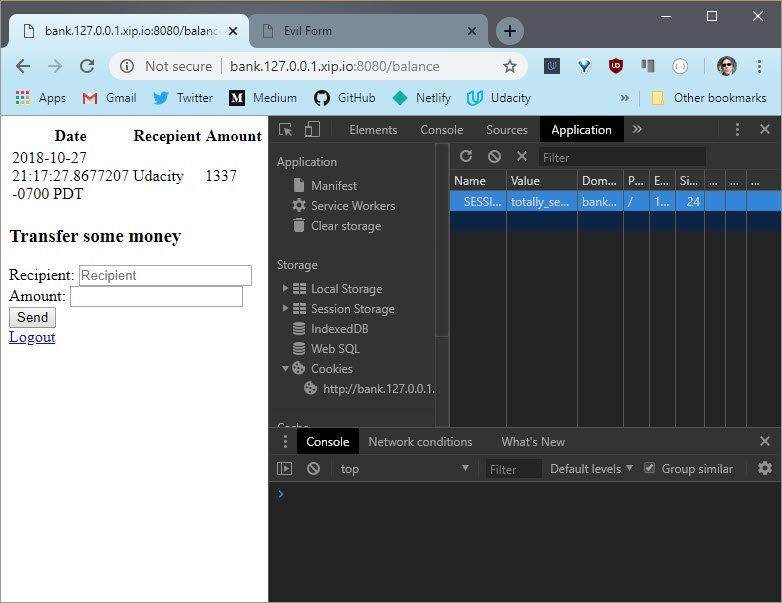 bank.127.0.0.1.xip.io:8080/balanc
Evil Form
Not secure
bank.127.0.0.1.xip.io:8080/balance
Apps
Gmail
Twitter
Medium
GitHub
Netlify
Udacity
»
Other bookmarks
Date Recepient Amount
2018-10-27
21:17:27.8677207 Udacity 1337
-0700 PDT
Transfer some money
Recipient: Recipient
Amount:
Send
Logout
Elements
Console
Sources
Application
»
Application
Manifest
Service Workers
Clear storage
Storage
Local Storage
Session Storage
IndexedDB
Web SQL
Cookies
http://bank.127.0.0.1.
Cache
Filter
Name Value Dom... P... E... Si... ... ... ...
SESSI... totally_se... bank... / 1... 24
Console
Network conditions
What's New
top
Filter
Default levels
Group similar